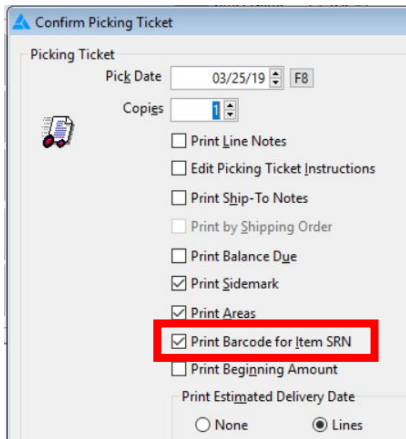 Confirm Picking Ticket
Picking Ticket
Pick Date 03/25/19 F8
Copies 1
Print Line Notes
Edit Picking Ticket Instructions
Print Ship-To Notes
Print by Shipping Order
Print Balance Due
Print Sidemark
Print Areas
Print Barcode for Item SRN
Print Beginning Amount
Print Estimated Delivery Date
None Lines